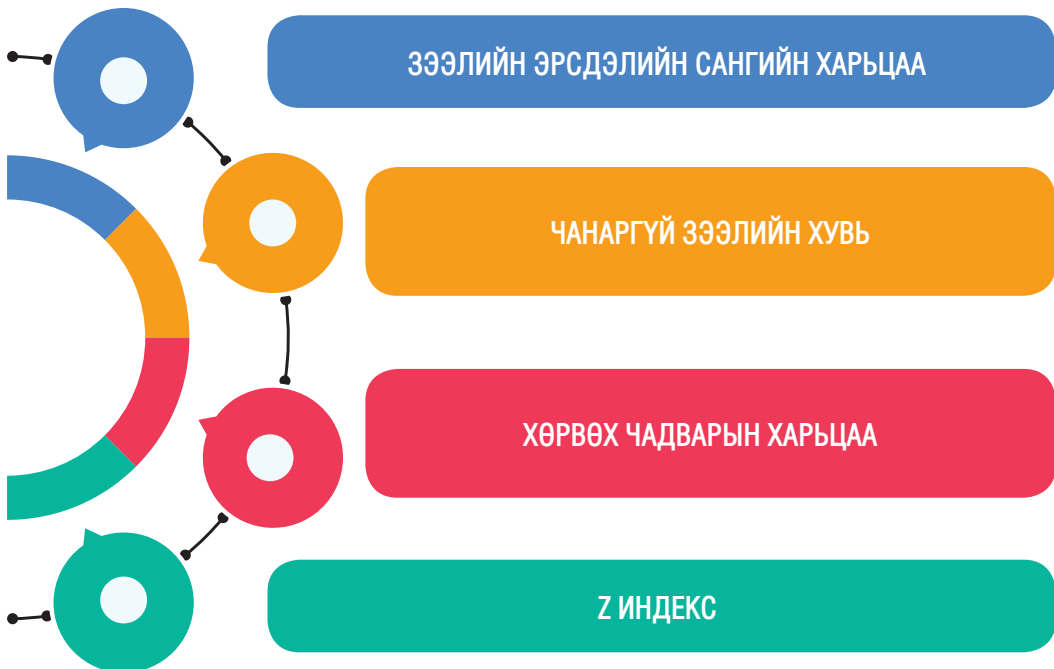 ЗЭЭЛИЙН ЭРСДЭЛИЙН САНГИЙН ХАРЬЦАА
ЧАНАРГҮЙ ЗЭЭЛИЙН ХУВЬ
ХӨРВӨХ ЧАДВАРЫН ХАРЬЦАА
Z ИНДЕКС